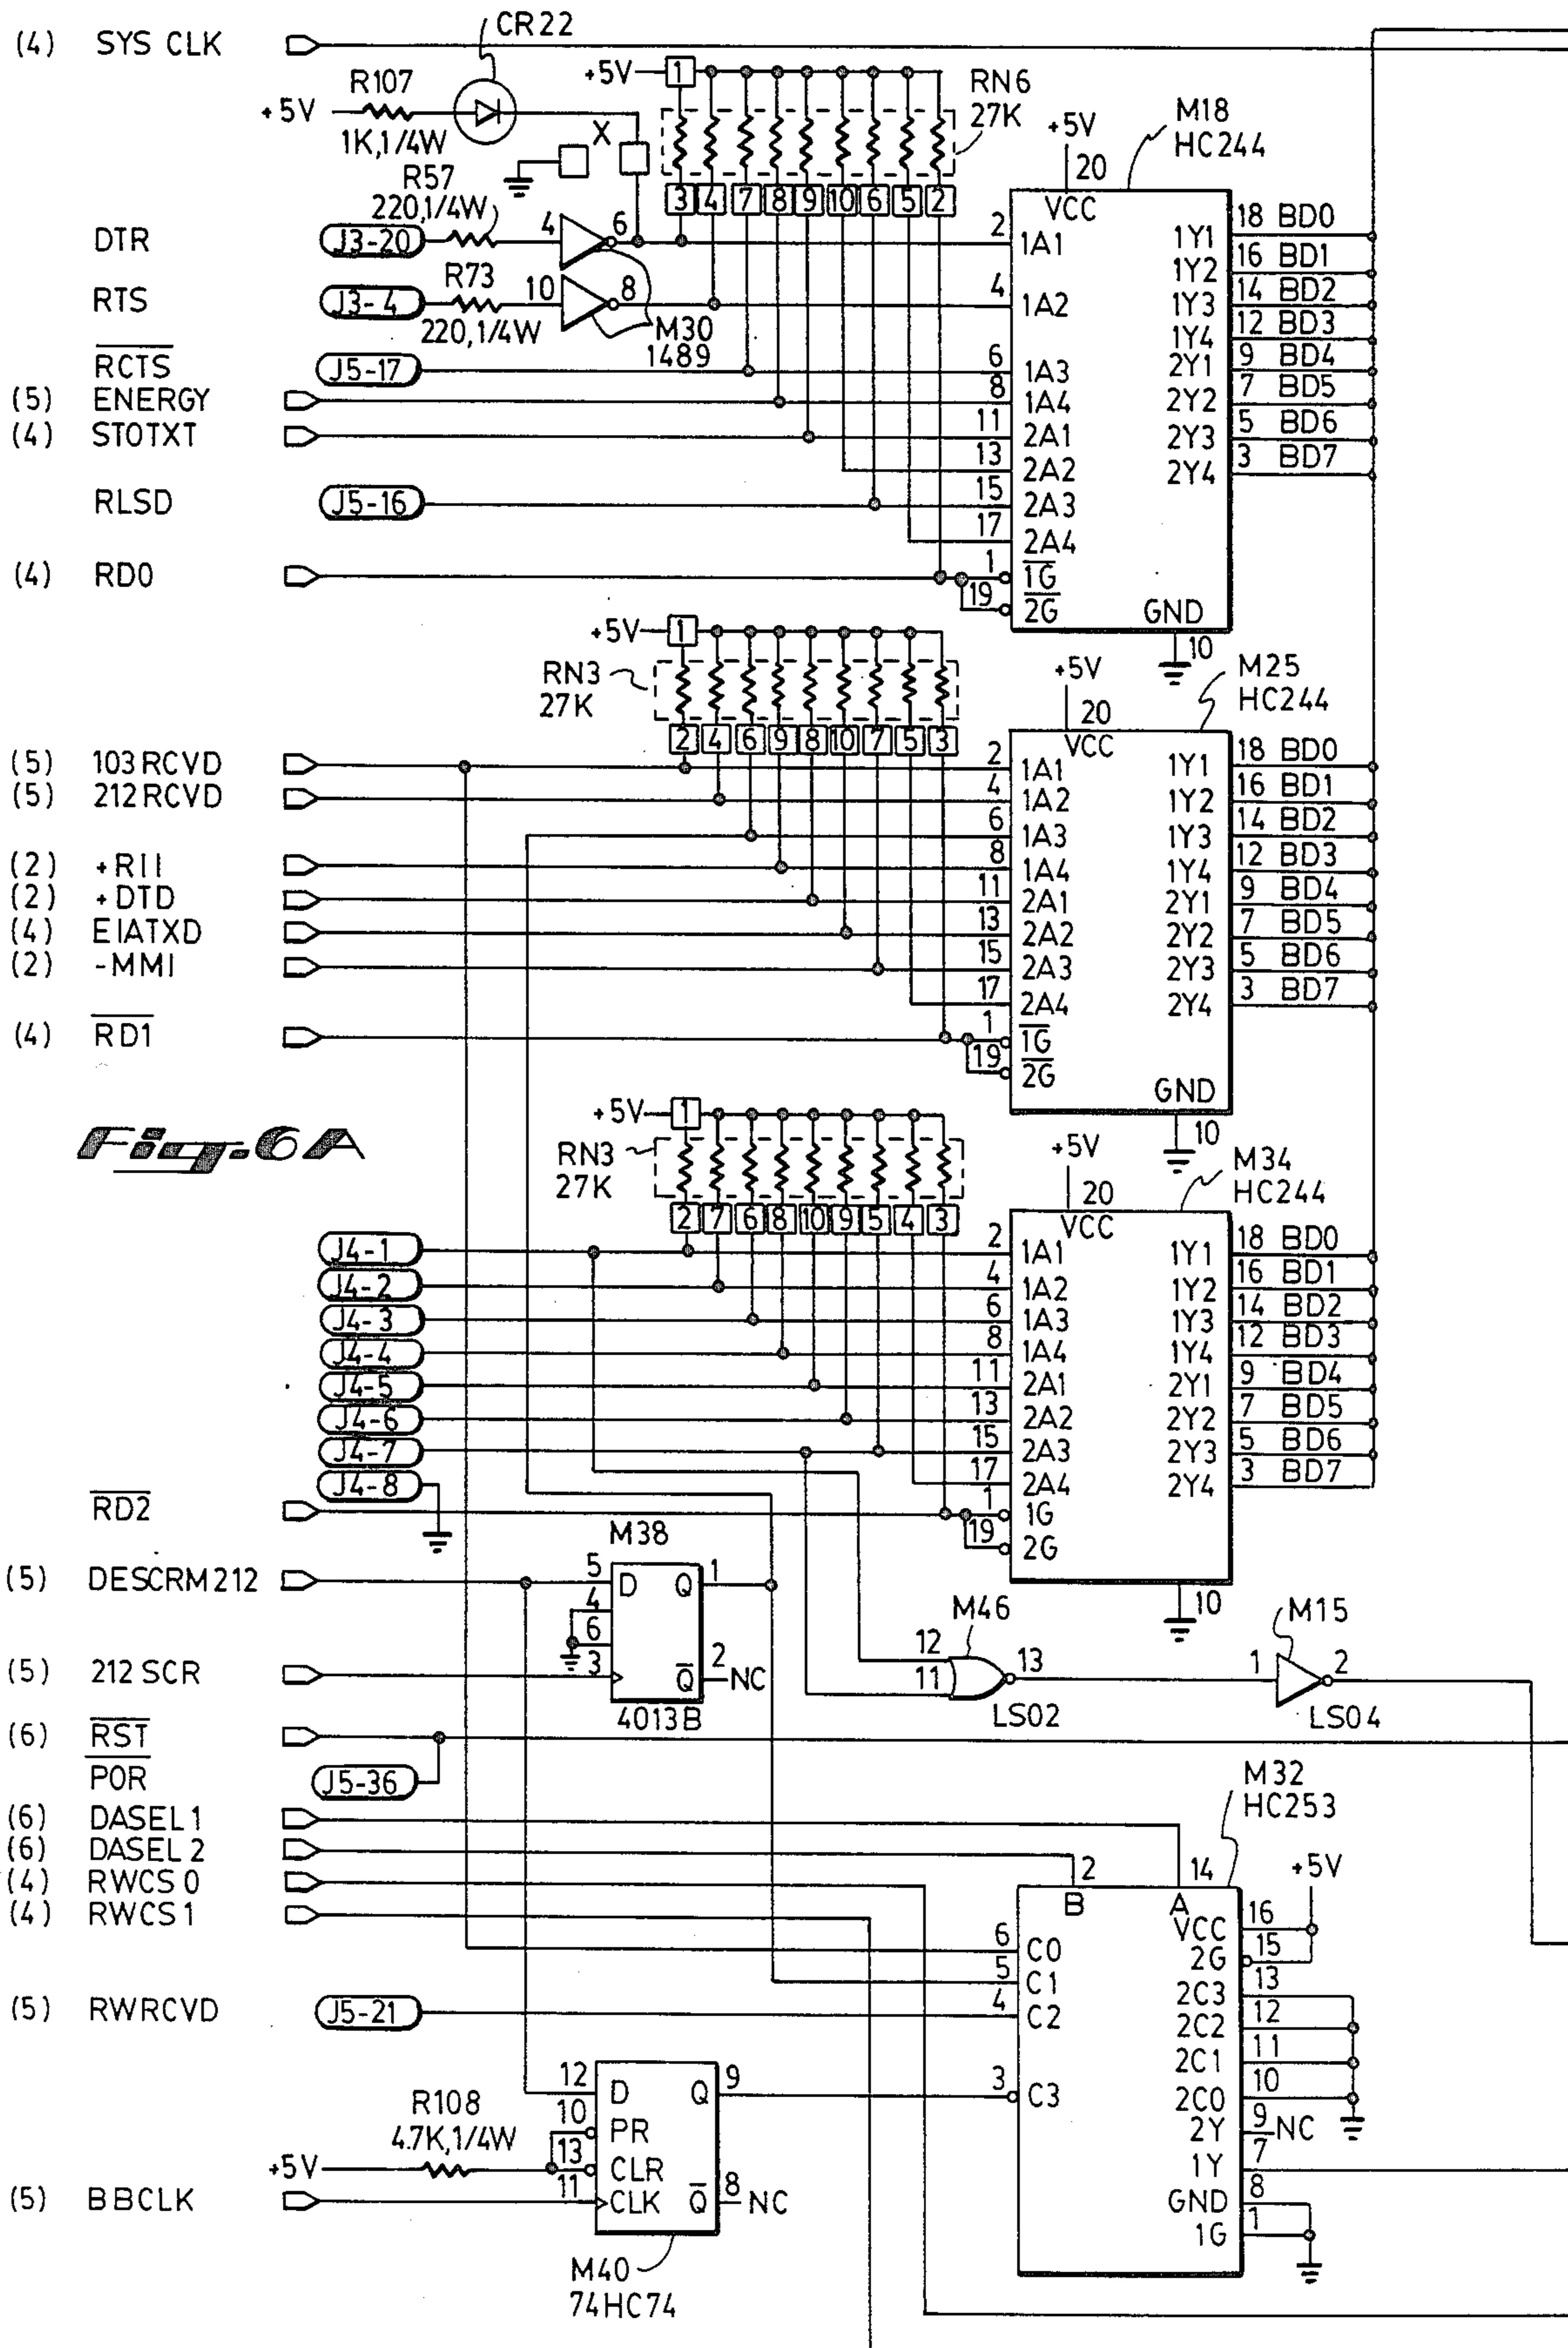 (4) SYS CLK
CR22
R107
+5V
1K,1/4W
X
+5V 1
RN6
27K
+5V
20
M18
HC244
R57
220,1/4W
3 4 7 8 9 10 6 5 2
VCC
DTR J3-20 4 6 2 1A1 1Y1 18 BD0
1Y2 16 BD1
R73
RTS J3-4 10 8 4 1A2 1Y3 14 BD2
220,1/4W
M30
1489
1Y4 12 BD3
RCTS J5-17 6 1A3 2Y1 9 BD4
(5) ENERGY 8 1A4 2Y2 7 BD5
(4) STOTXT 11 2A1 2Y3 5 BD6
13 2A2 2Y4 3 BD7
RLSD J5-16 15 2A3
17 2A4
(4) RD0 1 1G
19 2G
GND
10
+5V 1
RN3
27K
+5V
20
M25
HC244
2 4 6 9 8 10 7 5 3
VCC
(5) 103RCVD 2 1A1 1Y1 18 BD0
(5) 212RCVD 4 1A2 1Y2 16 BD1
6 1A3 1Y3 14 BD2
(2) +RII 8 1A4 1Y4 12 BD3
(2) +DTD 11 2A1 2Y1 9 BD4
(4) EIATXD 13 2A2 2Y2 7 BD5
(2) -MMI 15 2A3 2Y3 5 BD6
17 2A4 2Y4 3 BD7
(4) RD1 1 1G
19 2G
GND
10
Fig.6A
+5V 1
RN3
27K
+5V
20
M34
HC244
2 7 6 8 10 9 5 4 3
VCC
J4-1 2 1A1 1Y1 18 BD0
J4-2 4 1A2 1Y2 16 BD1
J4-3 6 1A3 1Y3 14 BD2
J4-4 8 1A4 1Y4 12 BD3
J4-5 11 2A1 2Y1 9 BD4
J4-6 13 2A2 2Y2 7 BD5
J4-7 15 2A3 2Y3 5 BD6
J4-8 17 2A4 2Y4 3 BD7
RD2 1 1G
19 2G
10
M38
(5) DESCRM212 5 D Q 1
4
6
(5) 212 SCR 3 Q 2 NC
4013B
M46
12
11
13
LS02
M15
1 2
LS04
(6) RST
POR J5-36
M32
HC253
(6) DASEL1
(6) DASEL 2
(4) RWCS 0
(4) RWCS 1
2 14 +5V
B A
VCC 16
6 C0 2G 15
5 C1 2C3 13
(5) RWRCVD J5-21 4 C2 2C2 12
2C1 11
3 C3 2C0 10
2Y 9 NC
1Y 7
GND 8
1G 1
12 D Q 9
R108
4.7K,1/4W
10 PR
+5V 13 CLR
(5) BBCLK 11 CLK Q 8 NC
M40
74HC74